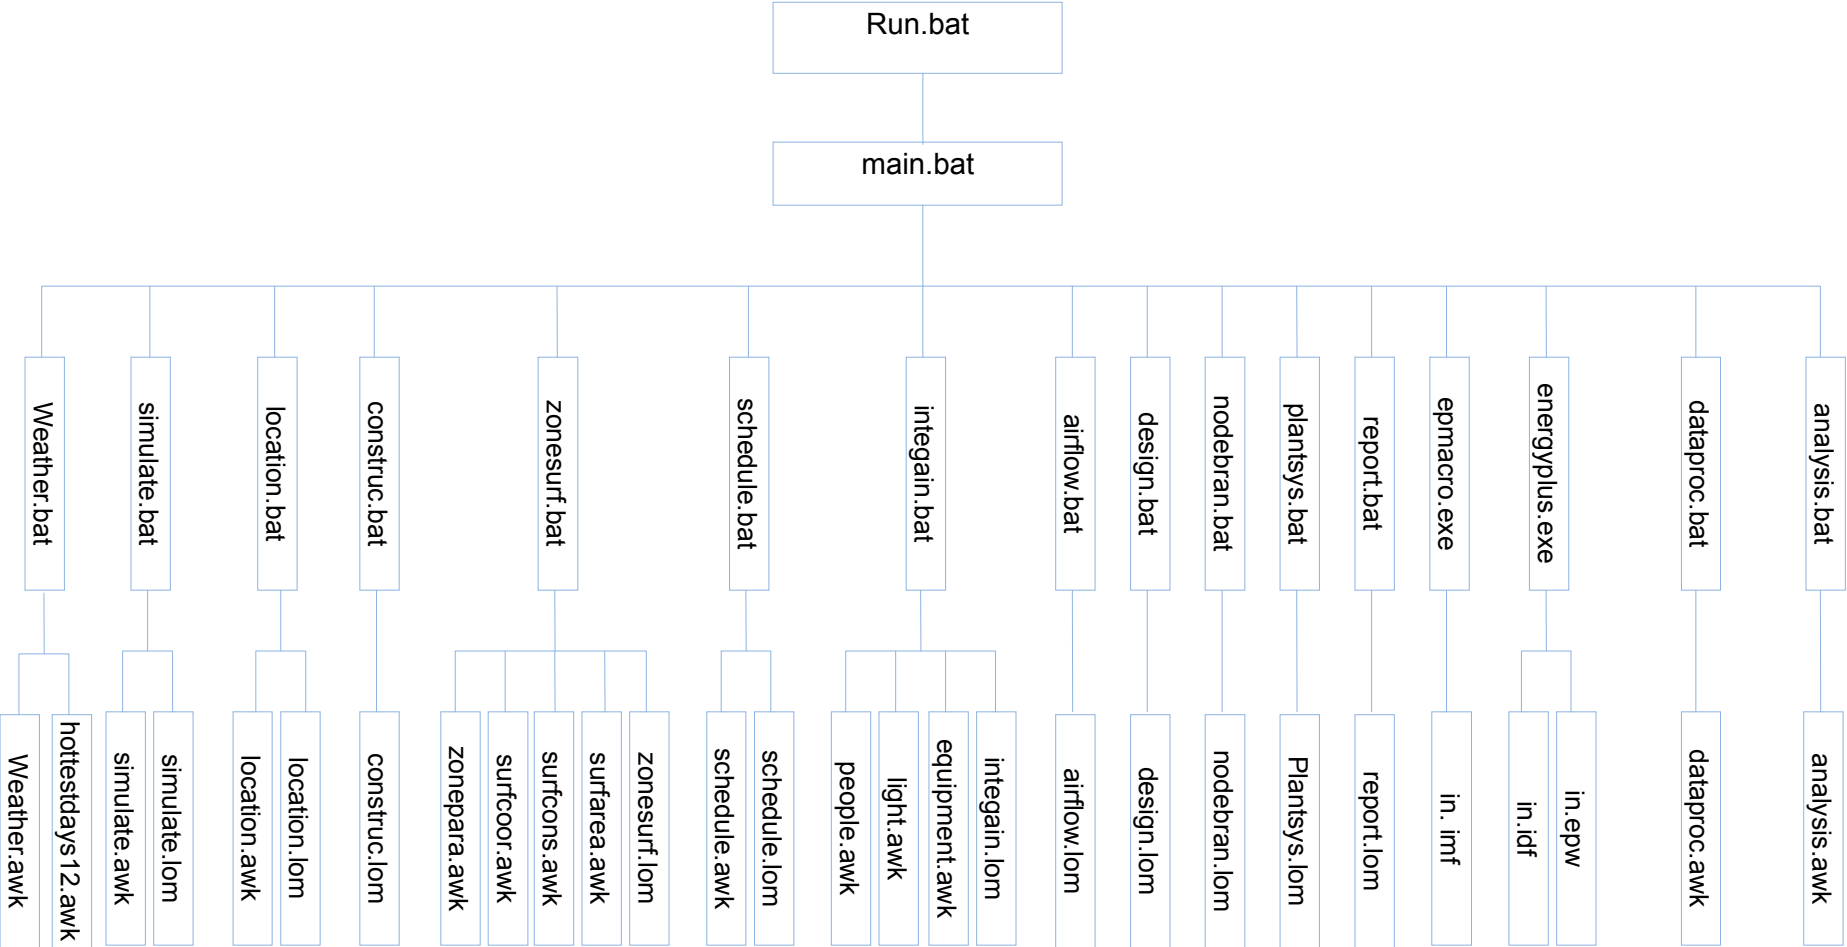 Run.bat
main.bat
Weather.bat
simulate.bat
location.bat
construc.bat
zonesurf.bat
schedule.bat
integain.bat
airflow.bat
design.bat
nodebran.bat
plantsys.bat
report.bat
epmacro.exe
energyplus.exe
dataproc.bat
analysis.bat
Weather.awk
hottestdays12.awk
simulate.awk
simulate.lom
location.awk
location.lom
construc.lom
zonepara.awk
surfcoor.awk
surfcons.awk
surfarea.awk
zonesurf.lom
schedule.awk
schedule.lom
people.awk
light.awk
equipment.awk
integain.lom
airflow.lom
design.lom
nodebran.lom
Plantsys.lom
report.lom
in. imf
in.idf
in.epw
dataproc.awk
analysis.awk